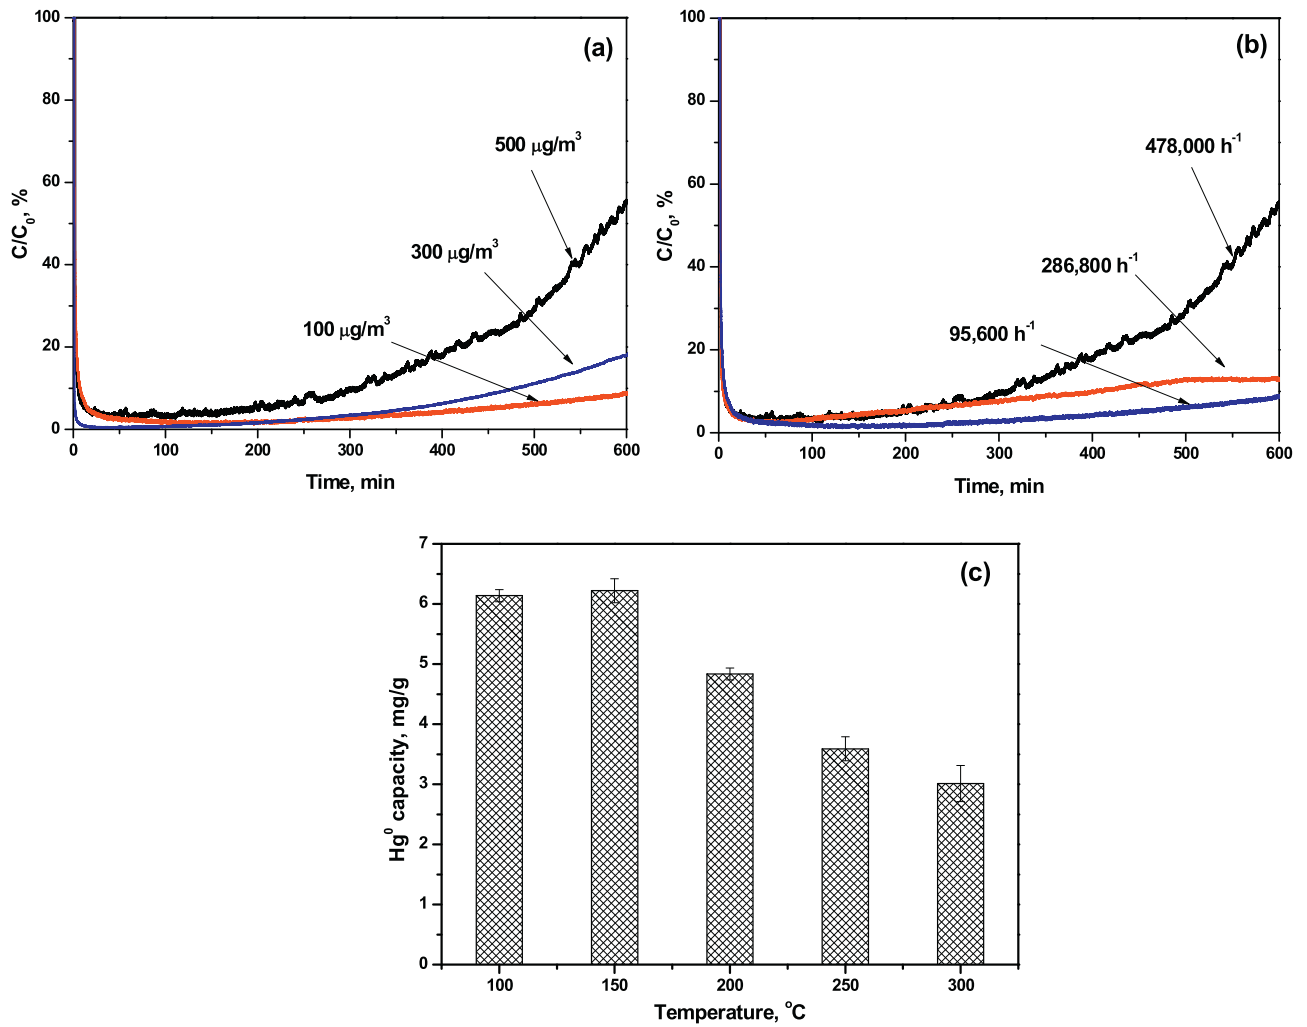 (a)
100
80
60
40
20
0
C/C₀, %
500 μg/m³
300 μg/m³
100 μg/m³
0 100 200 300 400 500 600
Time, min
(b)
100
80
60
40
20
0
C/C₀, %
478,000 h⁻¹
286,800 h⁻¹
95,600 h⁻¹
0 100 200 300 400 500 600
Time, min
(c)
7
6
5
4
3
2
1
0
Hg⁰ capacity, mg/g
100 150 200 250 300
Temperature, °C